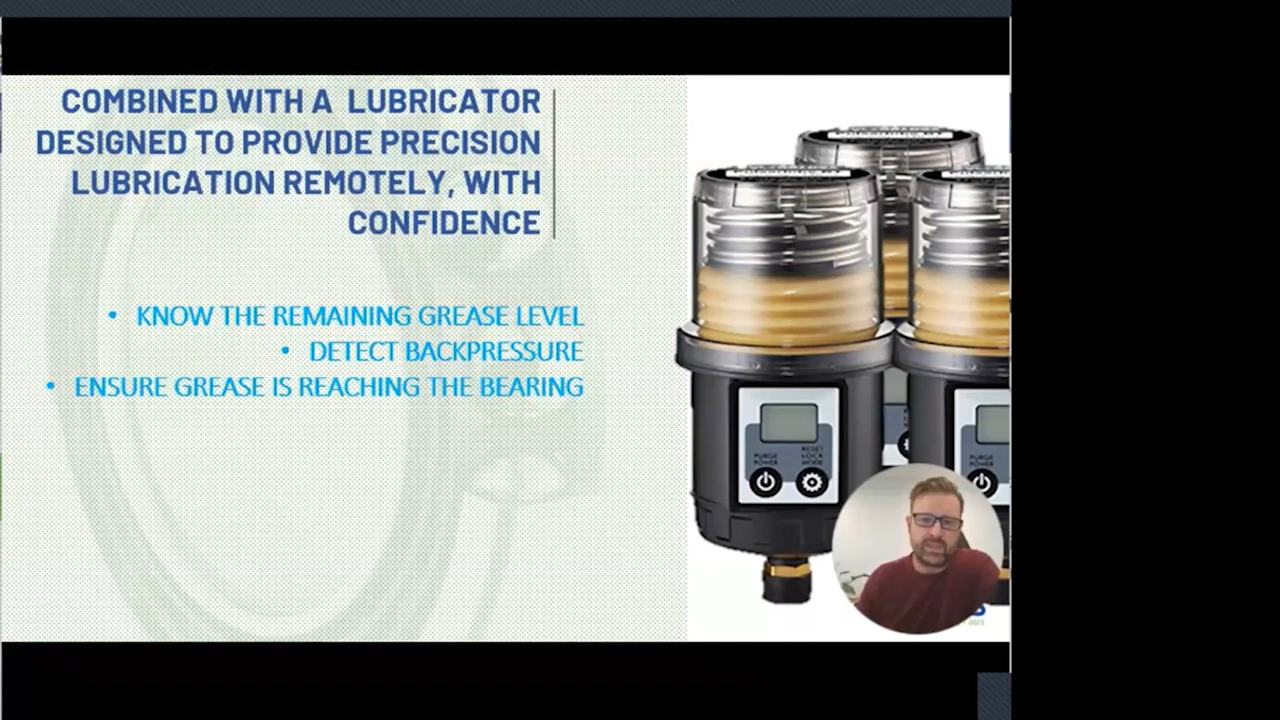 COMBINED WITH A LUBRICATOR
DESIGNED TO PROVIDE PRECISION
LUBRICATION REMOTELY, WITH
CONFIDENCE
• KNOW THE REMAINING GREASE LEVEL
• DETECT BACKPRESSURE
• ENSURE GREASE IS REACHING THE BEARING
PURGE
POWER
RESET
LOCK
MODE
PURGE
POWER